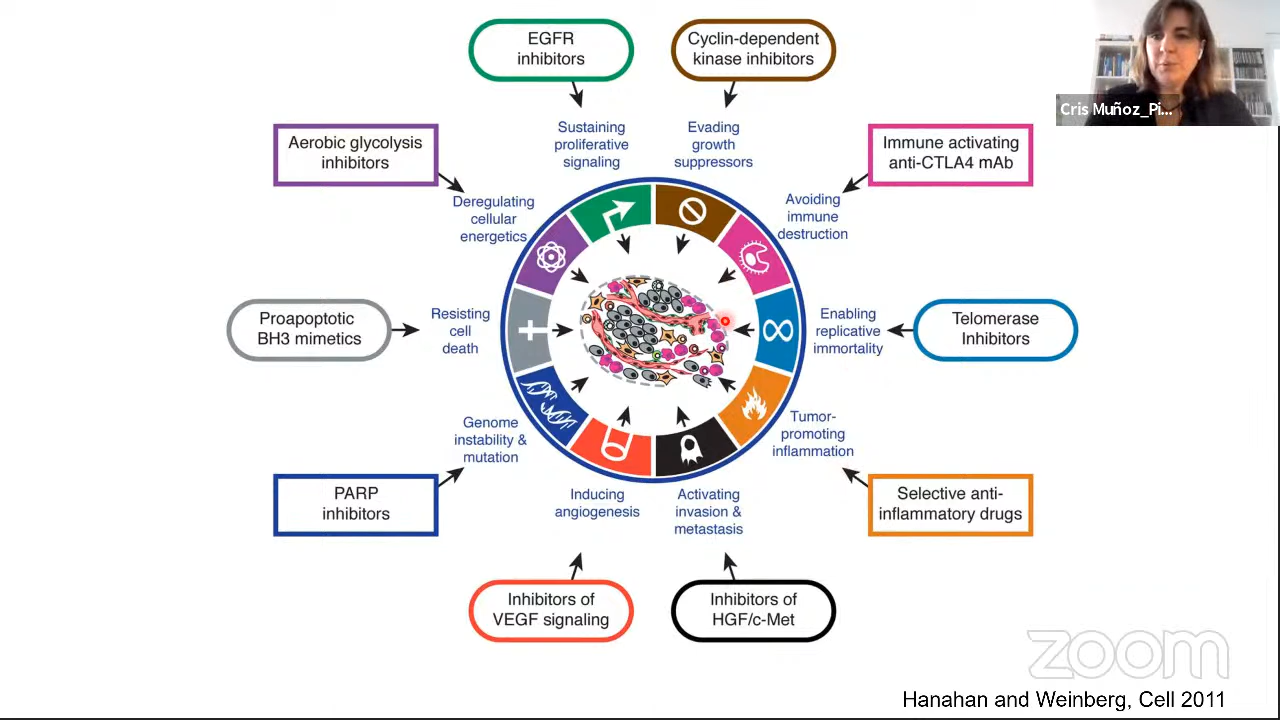 EGFR
inhibitors
Cyclin-dependent
kinase inhibitors
Cris Muñoz_Pi...
Sustaining
proliferative
signaling
Evading
growth
suppressors
Aerobic glycolysis
inhibitors
Immune activating
anti-CTLA4 mAb
Deregulating
cellular
energetics
Avoiding
immune
destruction
Proapoptotic
BH3 mimetics
Resisting
cell
death
Enabling
replicative
immortality
Telomerase
Inhibitors
Genome
instability &
mutation
Tumor-
promoting
inflammation
PARP
inhibitors
Inducing
angiogenesis
Activating
invasion &
metastasis
Selective anti-
inflammatory drugs
Inhibitors of
VEGF signaling
Inhibitors of
HGF/c-Met
zoom
Hanahan and Weinberg, Cell 2011